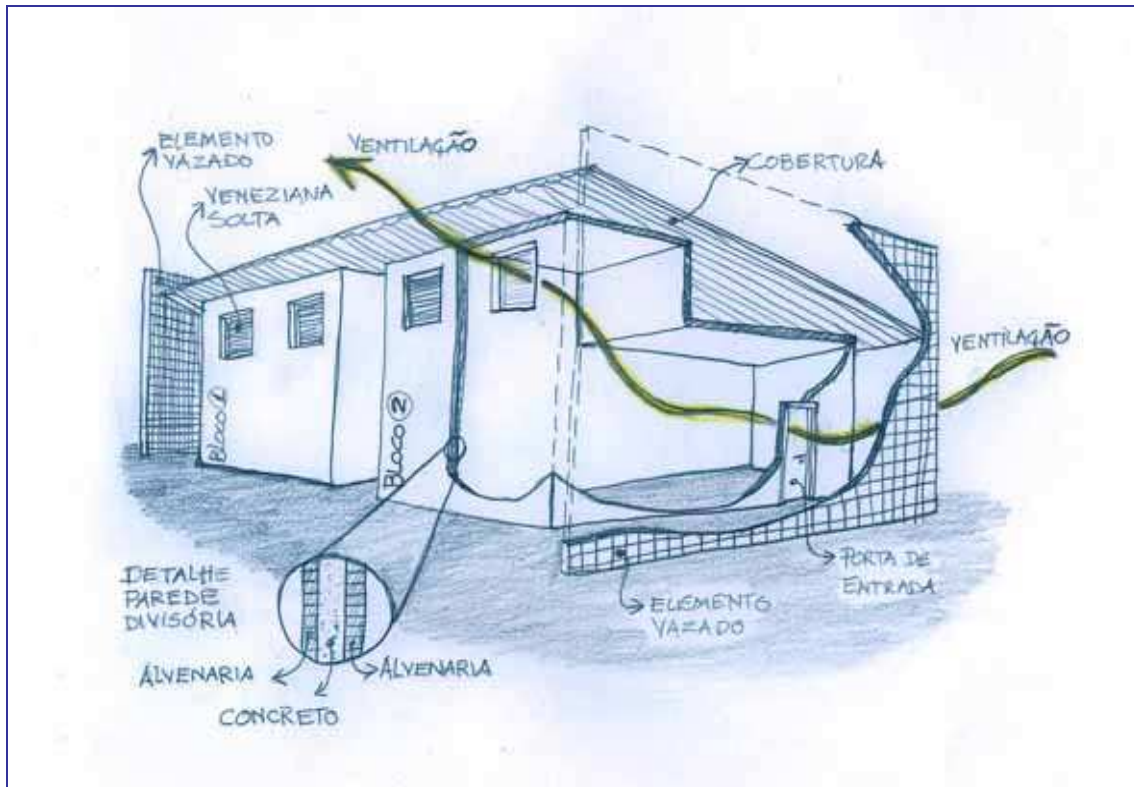 ELEMENTO
VAZADO
VENTILAÇÃO
COBERTURA
VENEZIANA
SOLTA
VENTILAÇÃO
Bloco 1
Bloco 2
DETALHE
PAREDE
DIVISÓRIA
PORTA DE
ENTRADA
ELEMENTO
VAZADO
ALVENARIA
ALVENARIA
CONCRETO